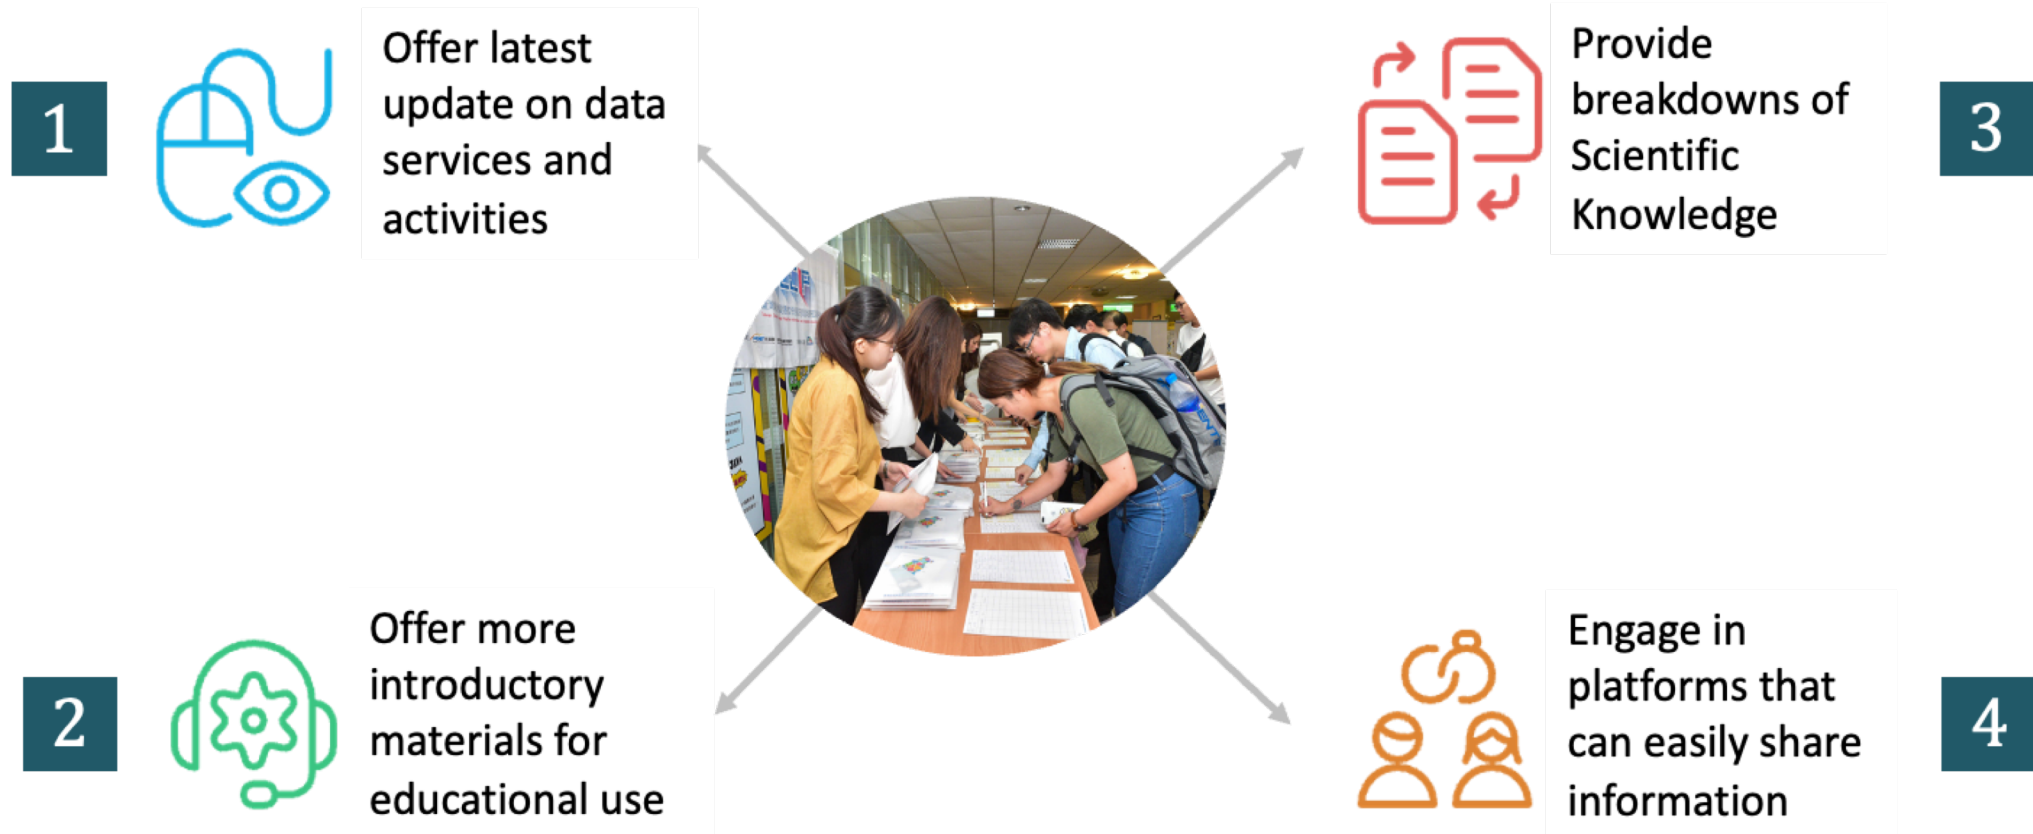 1
Offer latest
update on data
services and
activities
2
Offer more
introductory
materials for
educational use
3
Provide
breakdowns of
Scientific
Knowledge
4
Engage in
platforms that
can easily share
information